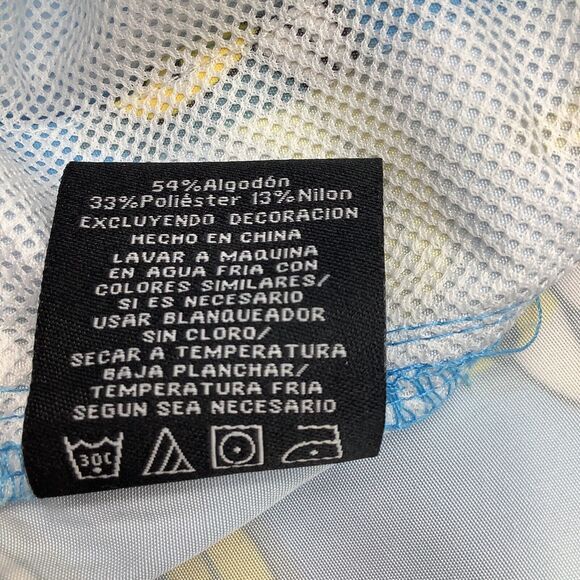 54%Algodón
33%Poliéster 13%Nilon
EXCLUYENDO DECORACION
HECHO EN CHINA
LAVAR A MAQUINA
EN AGUA FRIA CON
COLORES SIMILARES/
SI ES NECESARIO
USAR BLANQUEADOR
SIN CLORO/
SECAR A TEMPERATURA
BAJA PLANCHAR/
TEMPERATURA FRIA
SEGUN SEA NECESARIO
30C